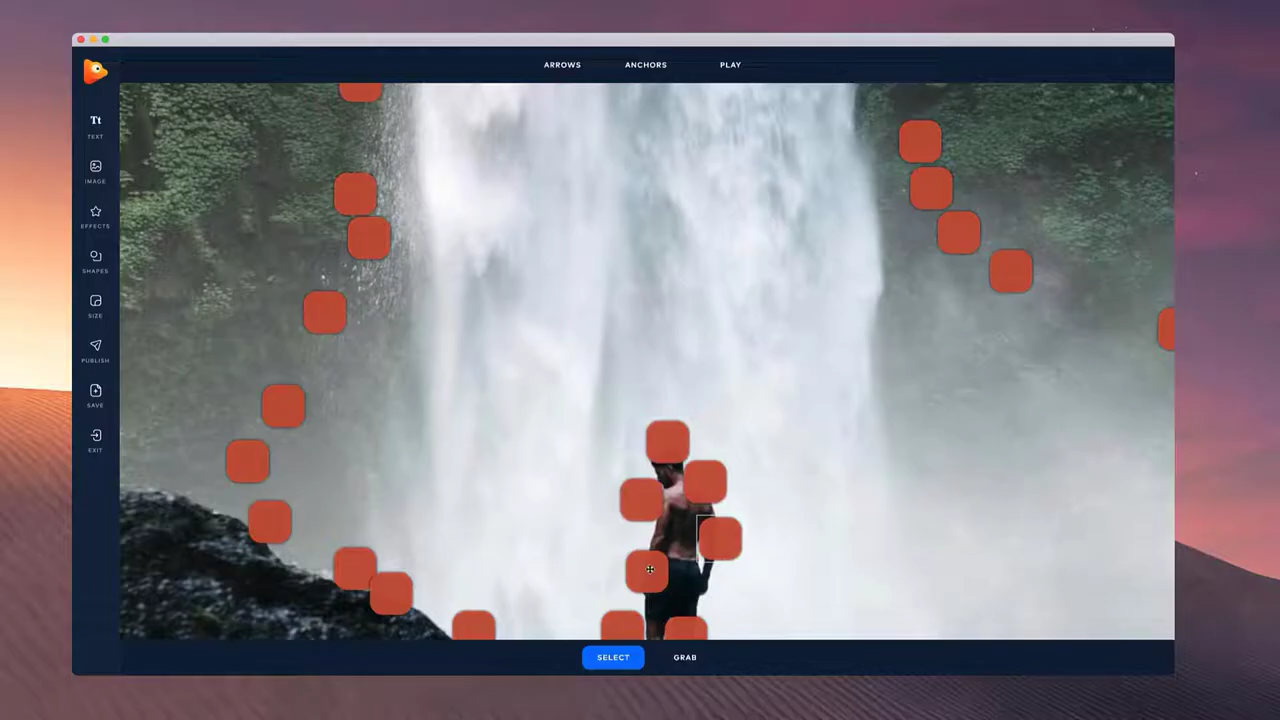 ARROWS ANCHORS PLAY
Tt
TEXT
IMAGE
EFFECTS
SHAPES
SIZE
PUBLISH
SAVE
EXIT
SELECT GRAB